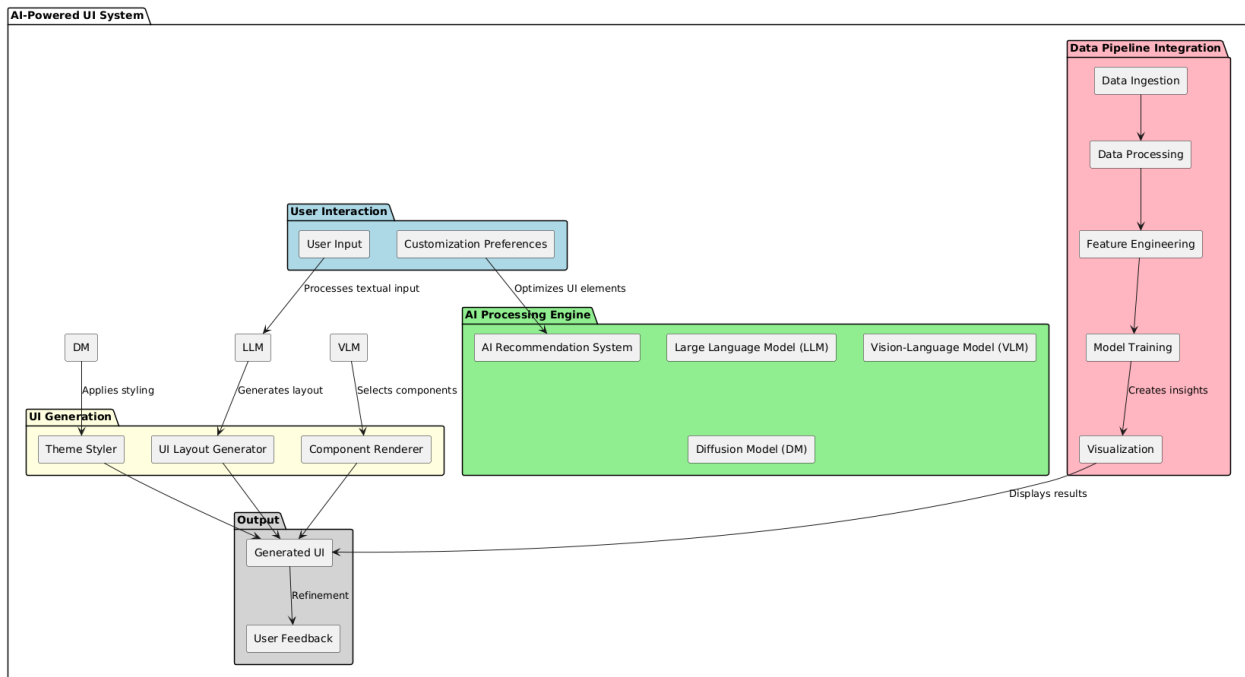 AI-Powered UI System
Data Pipeline Integration
Data Ingestion
Data Processing
User Interaction
User Input
Customization Preferences
Feature Engineering
Processes textual input
Optimizes UI elements
AI Processing Engine
DM
LLM
VLM
AI Recommendation System
Large Language Model (LLM)
Vision-Language Model (VLM)
Model Training
Applies styling
Generates layout
Selects components
Creates insights
UI Generation
Theme Styler
UI Layout Generator
Component Renderer
Diffusion Model (DM)
Visualization
Displays results
Output
Generated UI
Refinement
User Feedback